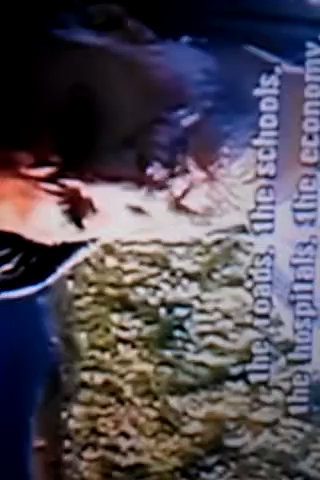 the roads, the schools,
the hospitals, the economy,